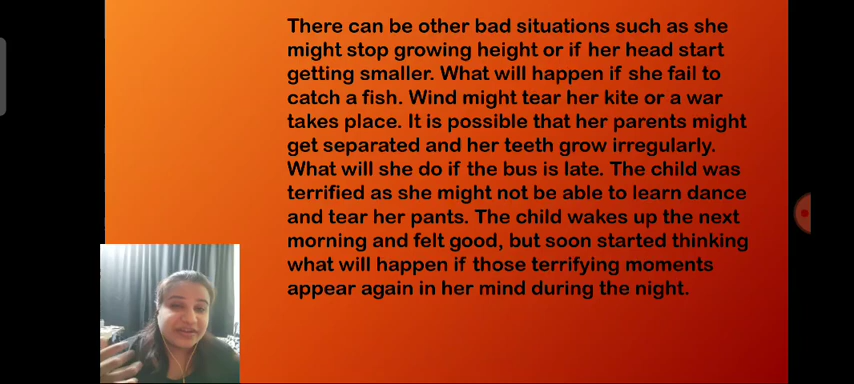 There can be other bad situations such as she
might stop growing height or if her head start
getting smaller. What will happen if she fail to
catch a fish. Wind might tear her kite or a war
takes place. It is possible that her parents might
get separated and her teeth grow irregularly.
What will she do if the bus is late. The child was
terrified as she might not be able to learn dance
and tear her pants. The child wakes up the next
morning and felt good, but soon started thinking
what will happen if those terrifying moments
appear again in her mind during the night.